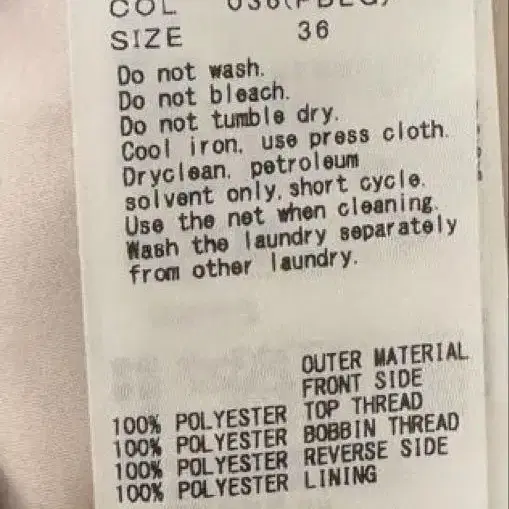 COL
SIZE 36
Do not wash.
Do not bleach.
Do not tumble dry.
Cool iron, use press cloth.
Dryclean, petroleum
solvent only, short cycle.
Use the net when cleaning.
Wash the laundry separately
from other laundry.
OUTER MATERIAL
FRONT SIDE
100% POLYESTER TOP THREAD
100% POLYESTER BOBBIN THREAD
100% POLYESTER REVERSE SIDE
100% POLYESTER LINING